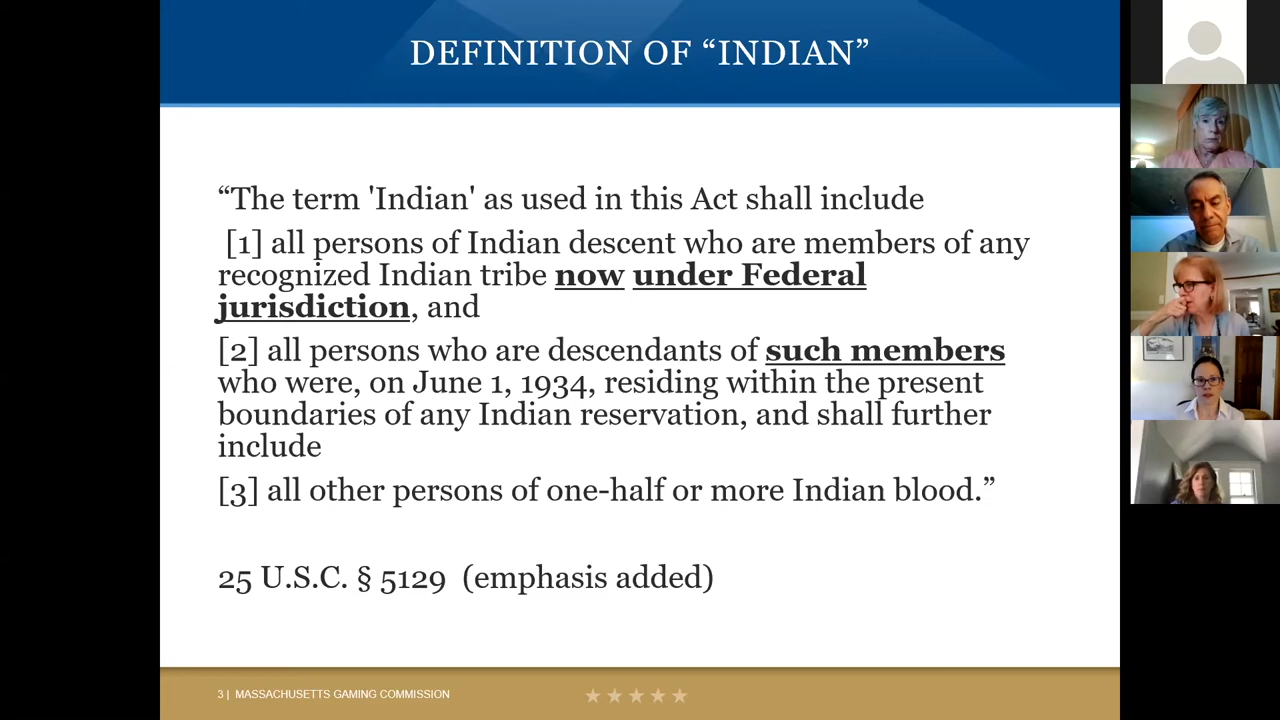 DEFINITION OF “INDIAN”
“The term 'Indian' as used in this Act shall include
[1] all persons of Indian descent who are members of any
recognized Indian tribe now under Federal
jurisdiction, and
[2] all persons who are descendants of such members
who were, on June 1, 1934, residing within the present
boundaries of any Indian reservation, and shall further
include
[3] all other persons of one-half or more Indian blood.”
25 U.S.C. § 5129 (emphasis added)
3 | MASSACHUSETTS GAMING COMMISSION